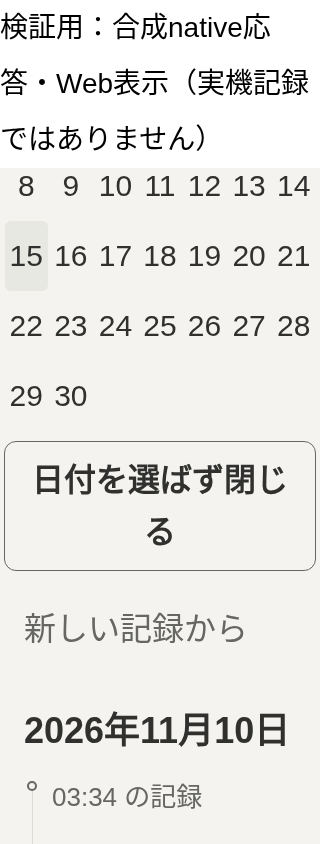 検証用：合成native応
答・Web表示（実機記録
ではありません）
8 9 10 11 12 13 14
15 16 17 18 19 20 21
22 23 24 25 26 27 28
29 30
日付を選ばず閉じ
る
新しい記録から
2026年11月10日
03:34 の記録